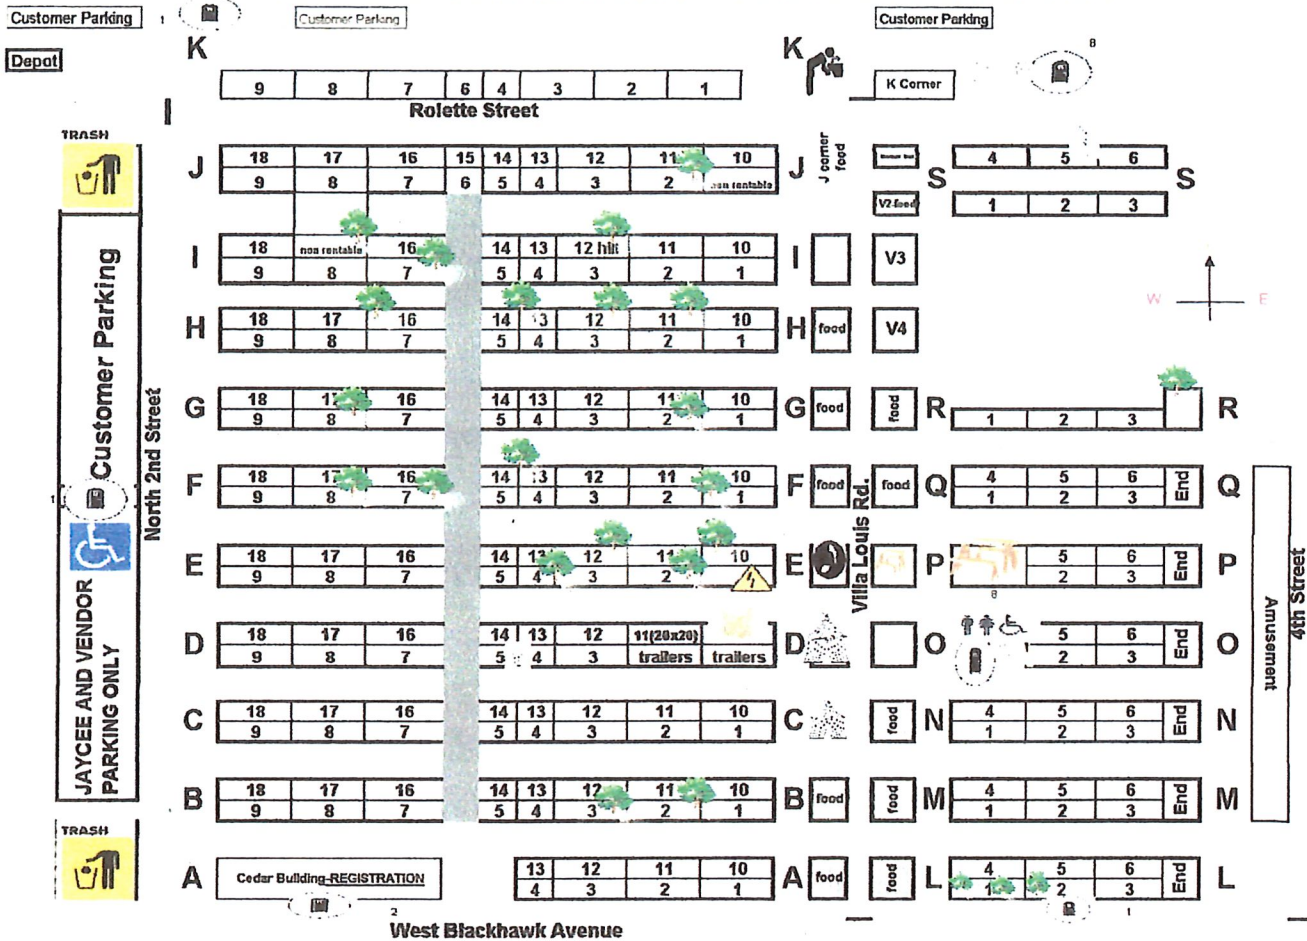 Customer Parking 1 Customer Parking Customer Parking
Depot K K 8
9 8 7 6 4 3 2 1 K Corner
Rolette Street
TRASH
J 18 17 16 15 14 13 12 11 10 J J corner food S 4 5 6 S
9 8 7 6 5 4 3 2 non rentable V2-food 1 2 3
I 18 non rentable 16 14 13 12 hilt 11 10 I V3
9 8 7 5 4 3 2 1
W E
H 18 17 16 14 13 12 11 10 H food V4
9 8 7 5 4 3 2 1
Customer Parking
North 2nd Street
G 18 17 16 14 13 12 11 10 G food food R 1 2 3 R
9 8 7 5 4 3 2 1
F 18 17 16 14 13 12 11 10 F food food Q 4 5 6 End Q
9 8 7 5 4 3 2 1 1 2 3
1
Villa Louis Rd.
E 18 17 16 14 13 12 11 10 E P 5 6 End P
9 8 7 5 4 3 2 2 3
8
JAYCEE AND VENDOR
PARKING ONLY
D 18 17 16 14 13 12 11(20x20) D O 5 6 End O
9 8 7 5 4 3 trailers trailers 2 3
Amusement
4th Street
C 18 17 16 14 13 12 11 10 C food N 4 5 6 End N
9 8 7 5 4 3 2 1 1 2 3
B 18 17 16 14 13 12 11 10 B food food M 4 5 6 End M
9 8 7 5 4 3 2 1 1 2 3
TRASH
A Cedar Building-REGISTRATION 13 12 11 10 A food food L 4 5 6 End L
4 3 2 1 1 2 3
2 1
West Blackhawk Avenue